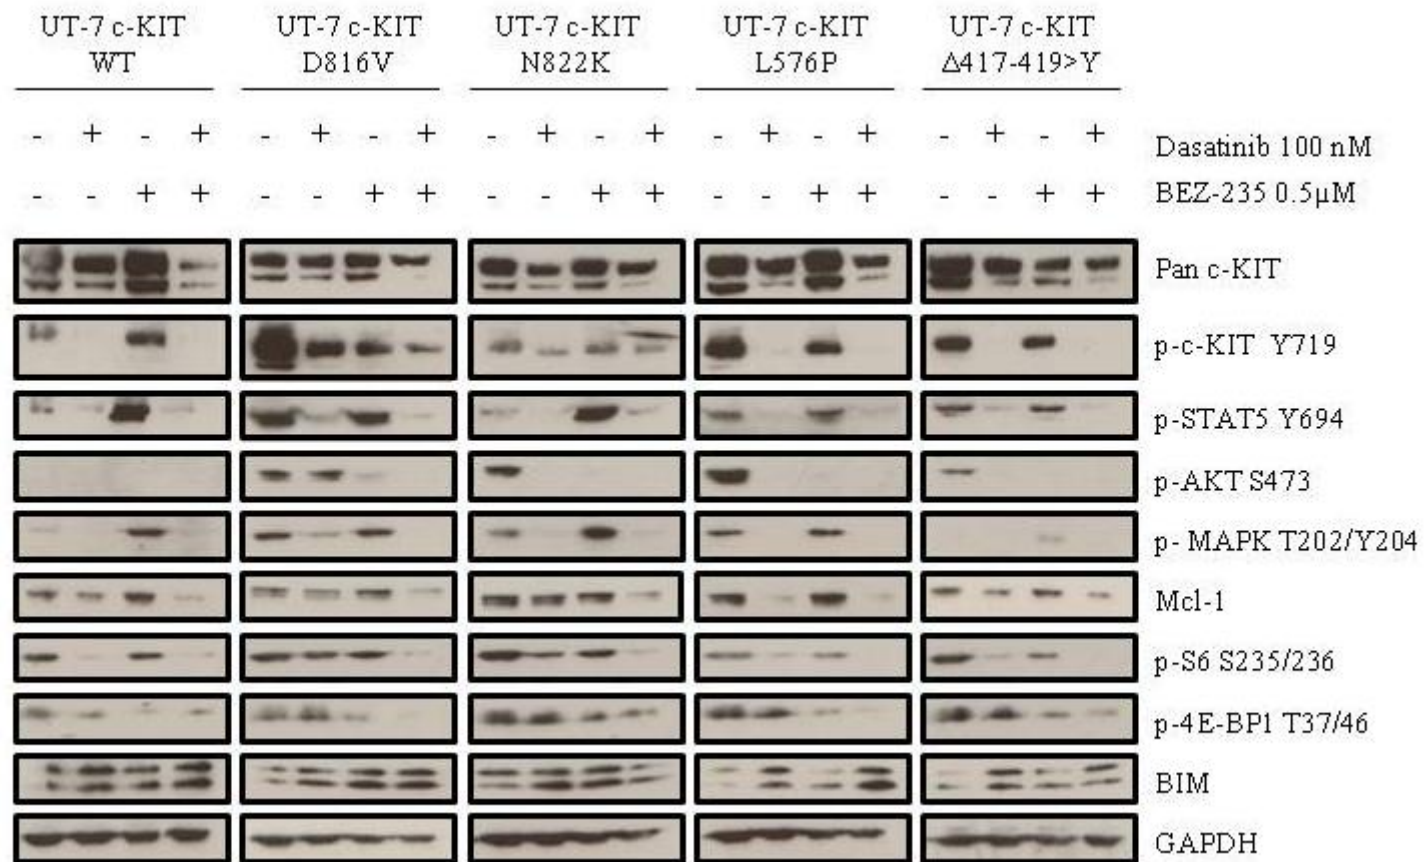 UT-7 c-KIT UT-7 c-KIT UT-7 c-KIT UT-7 c-KIT UT-7 c-KIT
WT D816V N822K L576P Δ417-419>Y
- + - + - + - + - + - + - + - + - + - + Dasatinib 100 nM
- - + + - - + + - - + + - - + + - - + + BEZ-235 0.5µM
Pan c-KIT
p-c-KIT Y719
p-STAT5 Y694
p-AKT S473
p- MAPK T202/Y204
Mcl-1
p-S6 S235/236
p-4E-BP1 T37/46
BIM
GAPDH